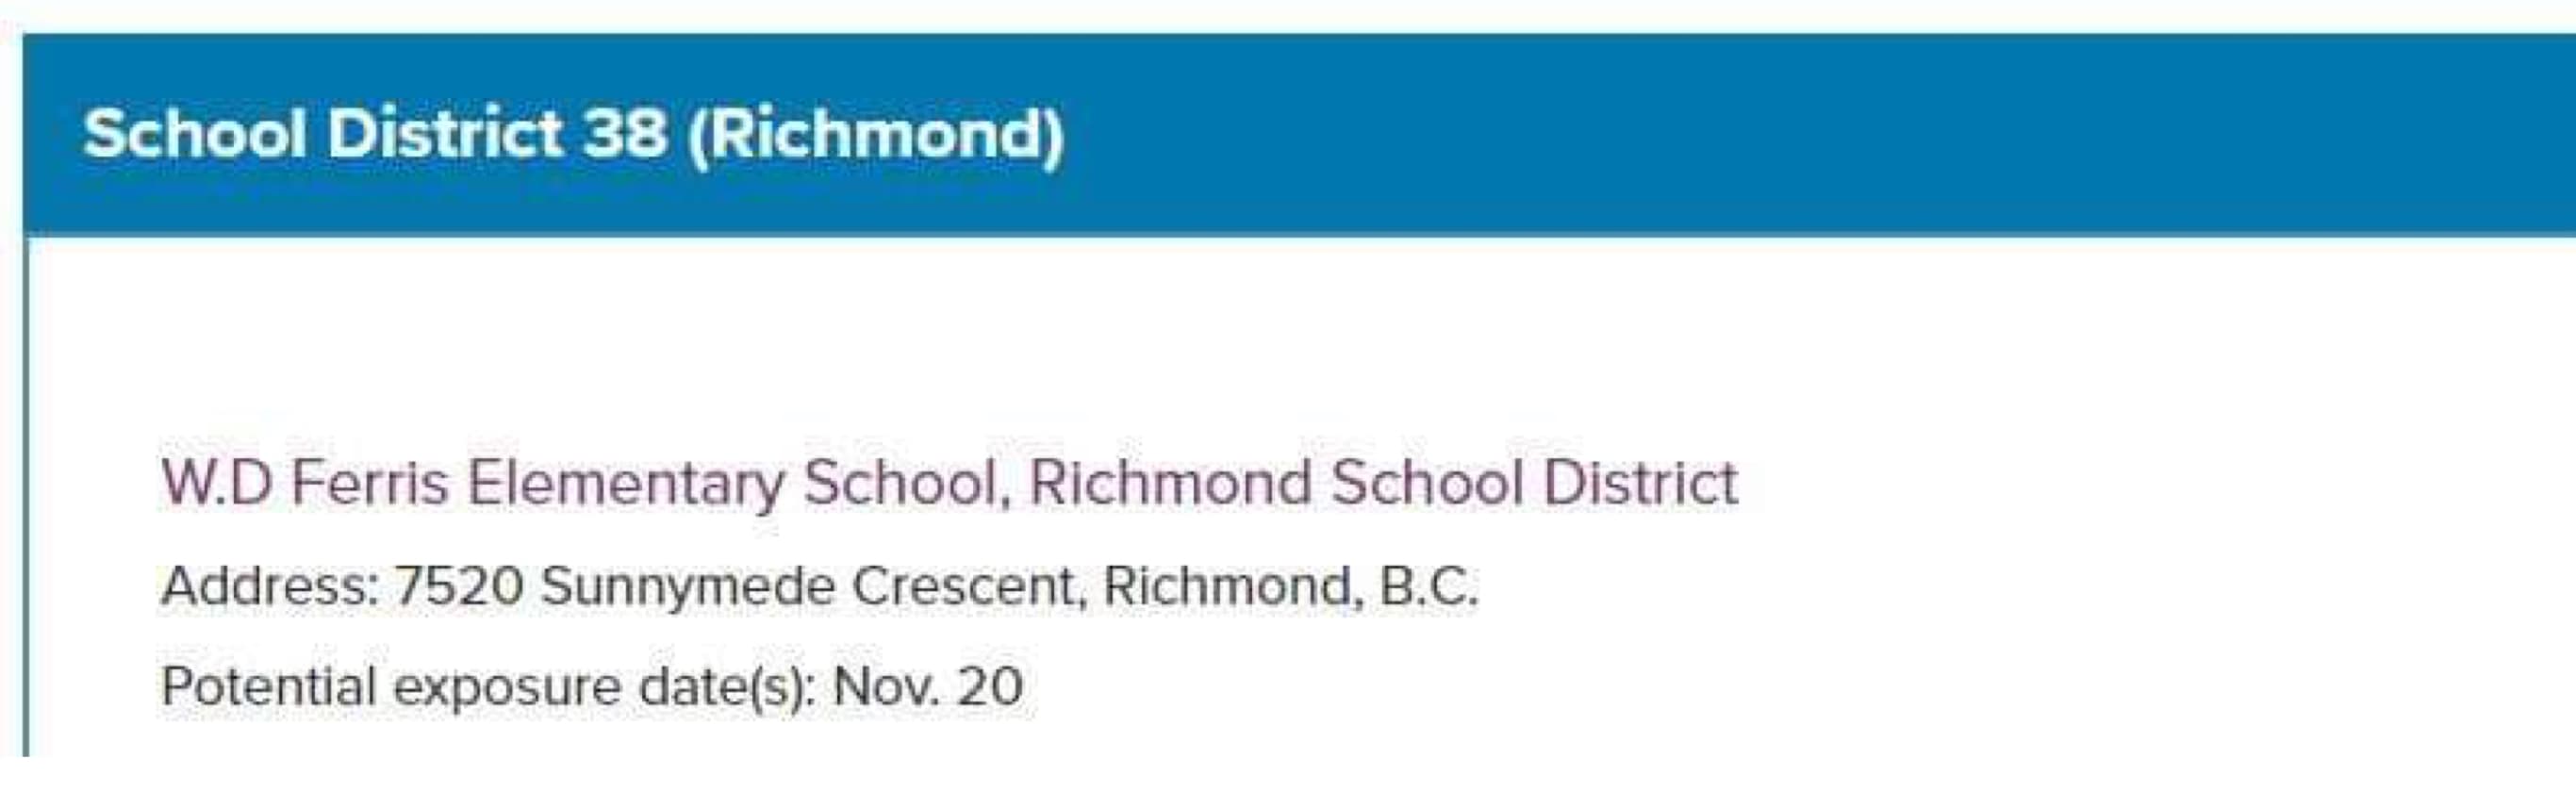 School District 38 (Richmond)
W.D Ferris Elementary School, Richmond School District
Address: 7520 Sunnymede Crescent, Richmond, B.C.
Potential exposure date(s): Nov. 20